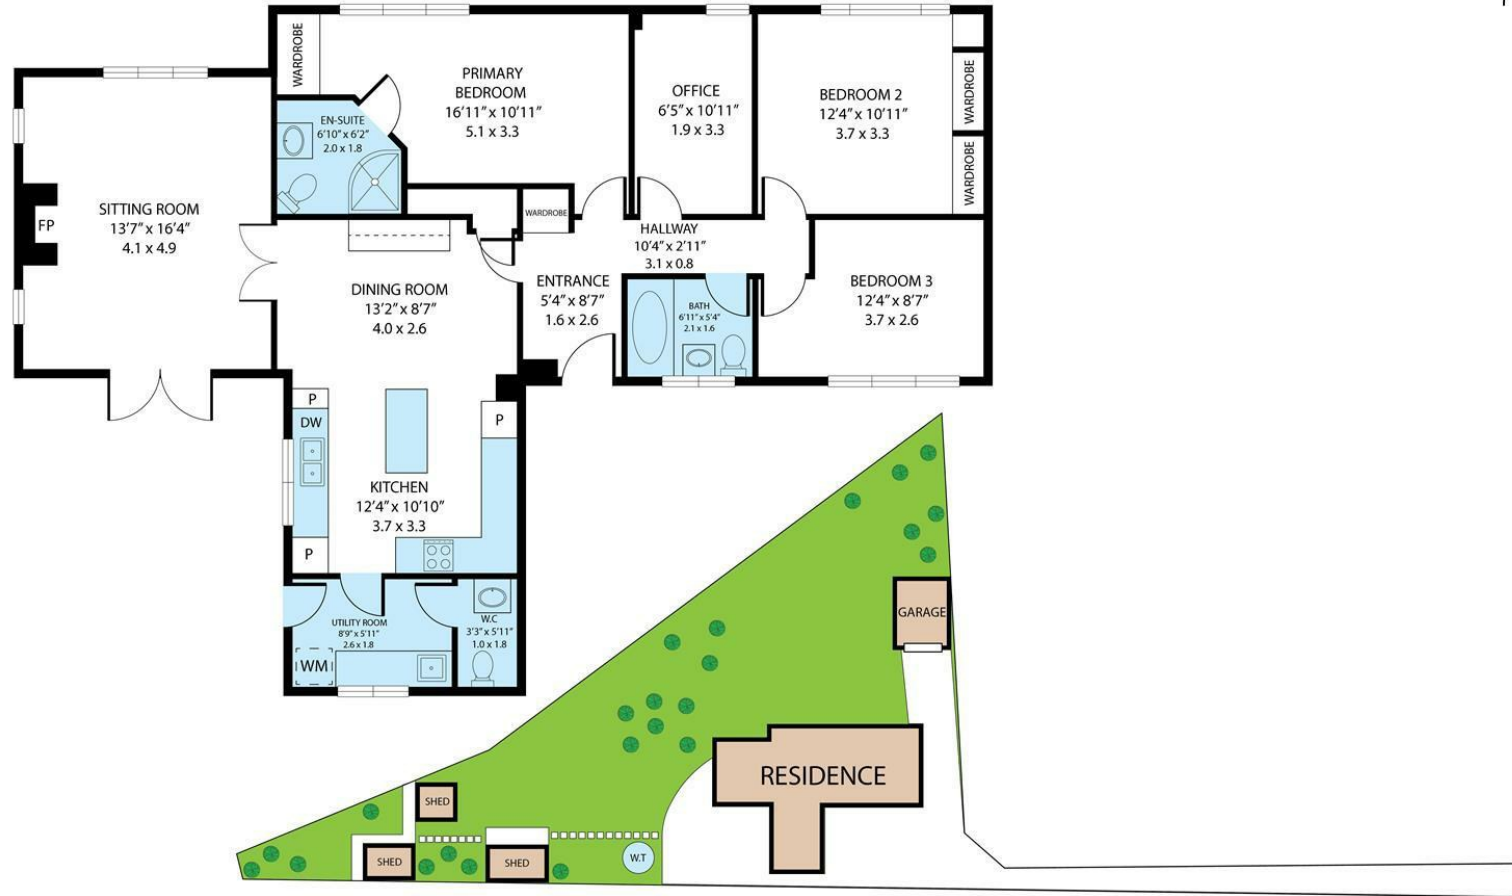 WARDROBE
PRIMARY
BEDROOM
16'11" x 10'11"
5.1 x 3.3
OFFICE
6'5" x 10'11"
1.9 x 3.3
BEDROOM 2
12'4" x 10'11"
3.7 x 3.3
WARDROBE
WARDROBE
EN-SUITE
6'10" x 6'2"
2.0 x 1.8
SITTING ROOM
13'7" x 16'4"
4.1 x 4.9
FP
WARDROBE
HALLWAY
10'4" x 2'11"
3.1 x 0.8
DINING ROOM
13'2" x 8'7"
4.0 x 2.6
ENTRANCE
5'4" x 8'7"
1.6 x 2.6
BATH
6'11" x 5'4"
2.1 x 1.6
BEDROOM 3
12'4" x 8'7"
3.7 x 2.6
P
DW
P
KITCHEN
12'4" x 10'10"
3.7 x 3.3
P
UTILITY ROOM
8'9" x 5'11"
2.6 x 1.8
WM
W.C
3'3" x 5'11"
1.0 x 1.8
GARAGE
RESIDENCE
SHED
SHED
SHED
W.T